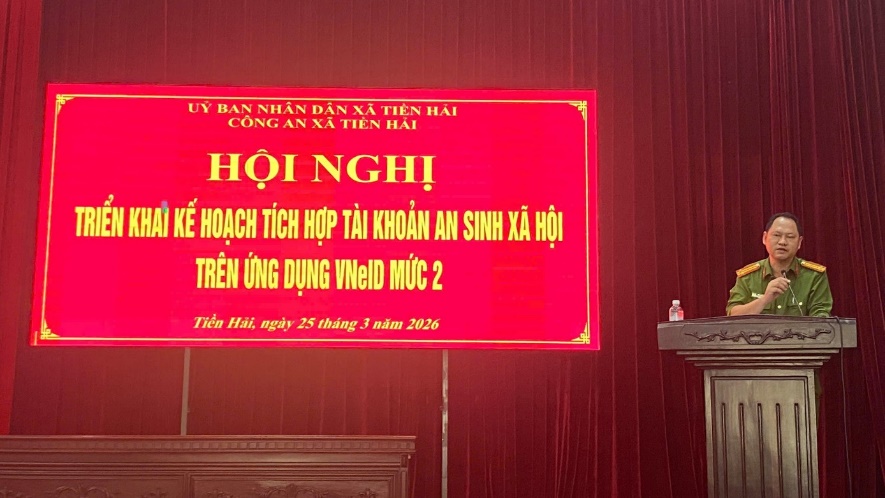 UỶ BAN NHÂN DÂN XÃ TIỀN HẢI
CÔNG AN XÃ TIỀN HẢI
HỘI NGHỊ
TRIỂN KHAI KẾ HOẠCH TÍCH HỢP TÀI KHOẢN AN SINH XÃ HỘI
TRÊN ỨNG DỤNG VNeID MỨC 2
Tiền Hải, ngày 25 tháng 3 năm 2026